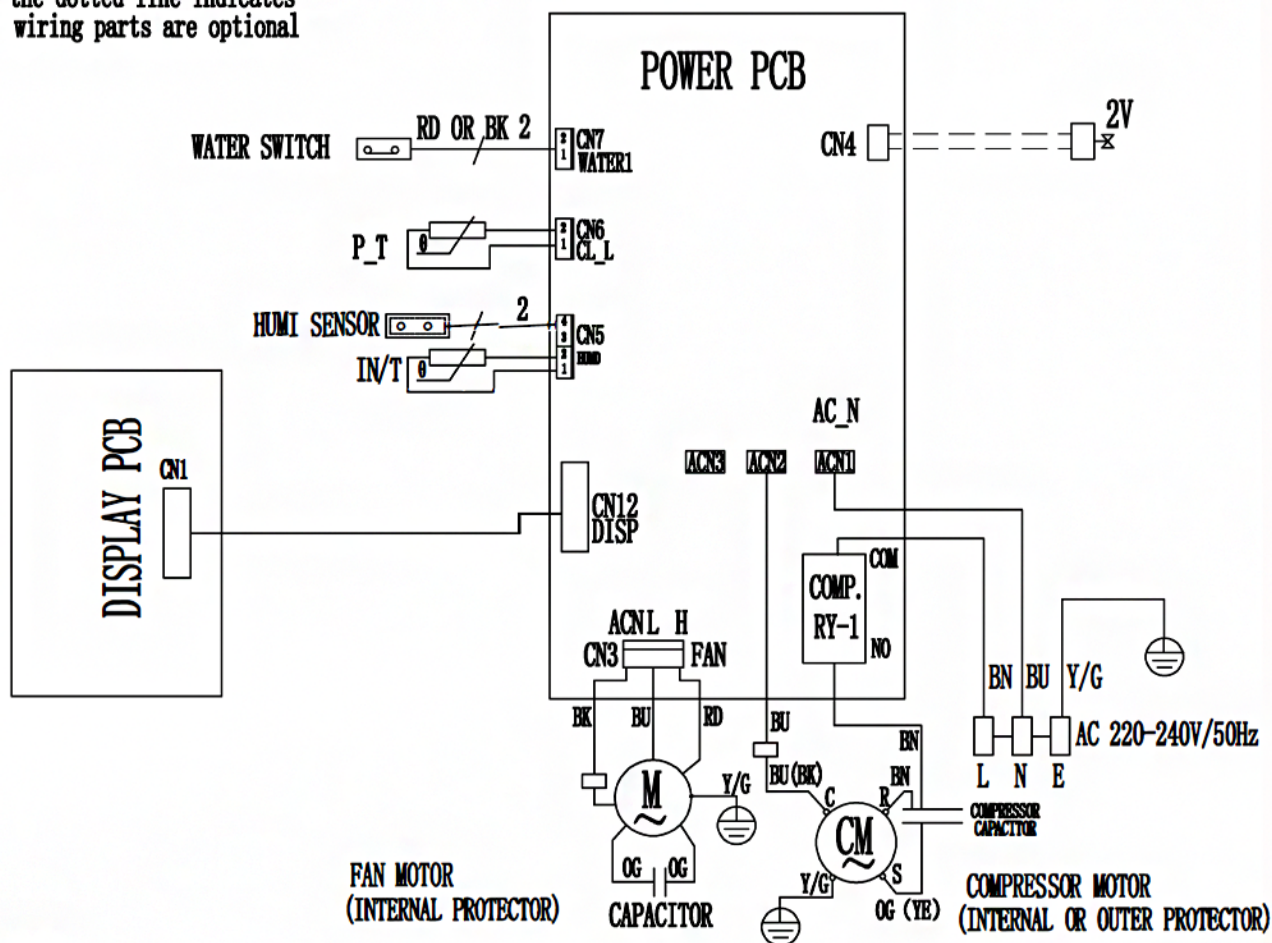 the dotted line indicates
wiring parts are optional
POWER PCB
WATER SWITCH
RD OR BK 2
2
1
CN7
WATER1
CN4
2V
P_T
θ
2
1
CN6
CL_L
HUMI SENSOR
2
4
3
2
1
CN5
HUMI
IN/T
θ
DISPLAY PCB
CN1
CN12
DISP
AC_N
ACN3
ACN2
ACN1
COM
COMP.
RY-1
NO
ACN L H
CN3
FAN
BK
BU
RD
BU
BN
BN
BU
Y/G
AC 220-240V/50Hz
L
N
E
BU(BK)
BN
C
R
S
COMPRESSOR
CAPACITOR
M
~
Y/G
CM
~
OG
OG
CAPACITOR
Y/G
OG(YE)
FAN MOTOR
(INTERNAL PROTECTOR)
COMPRESSOR MOTOR
(INTERNAL OR OUTER PROTECTOR)